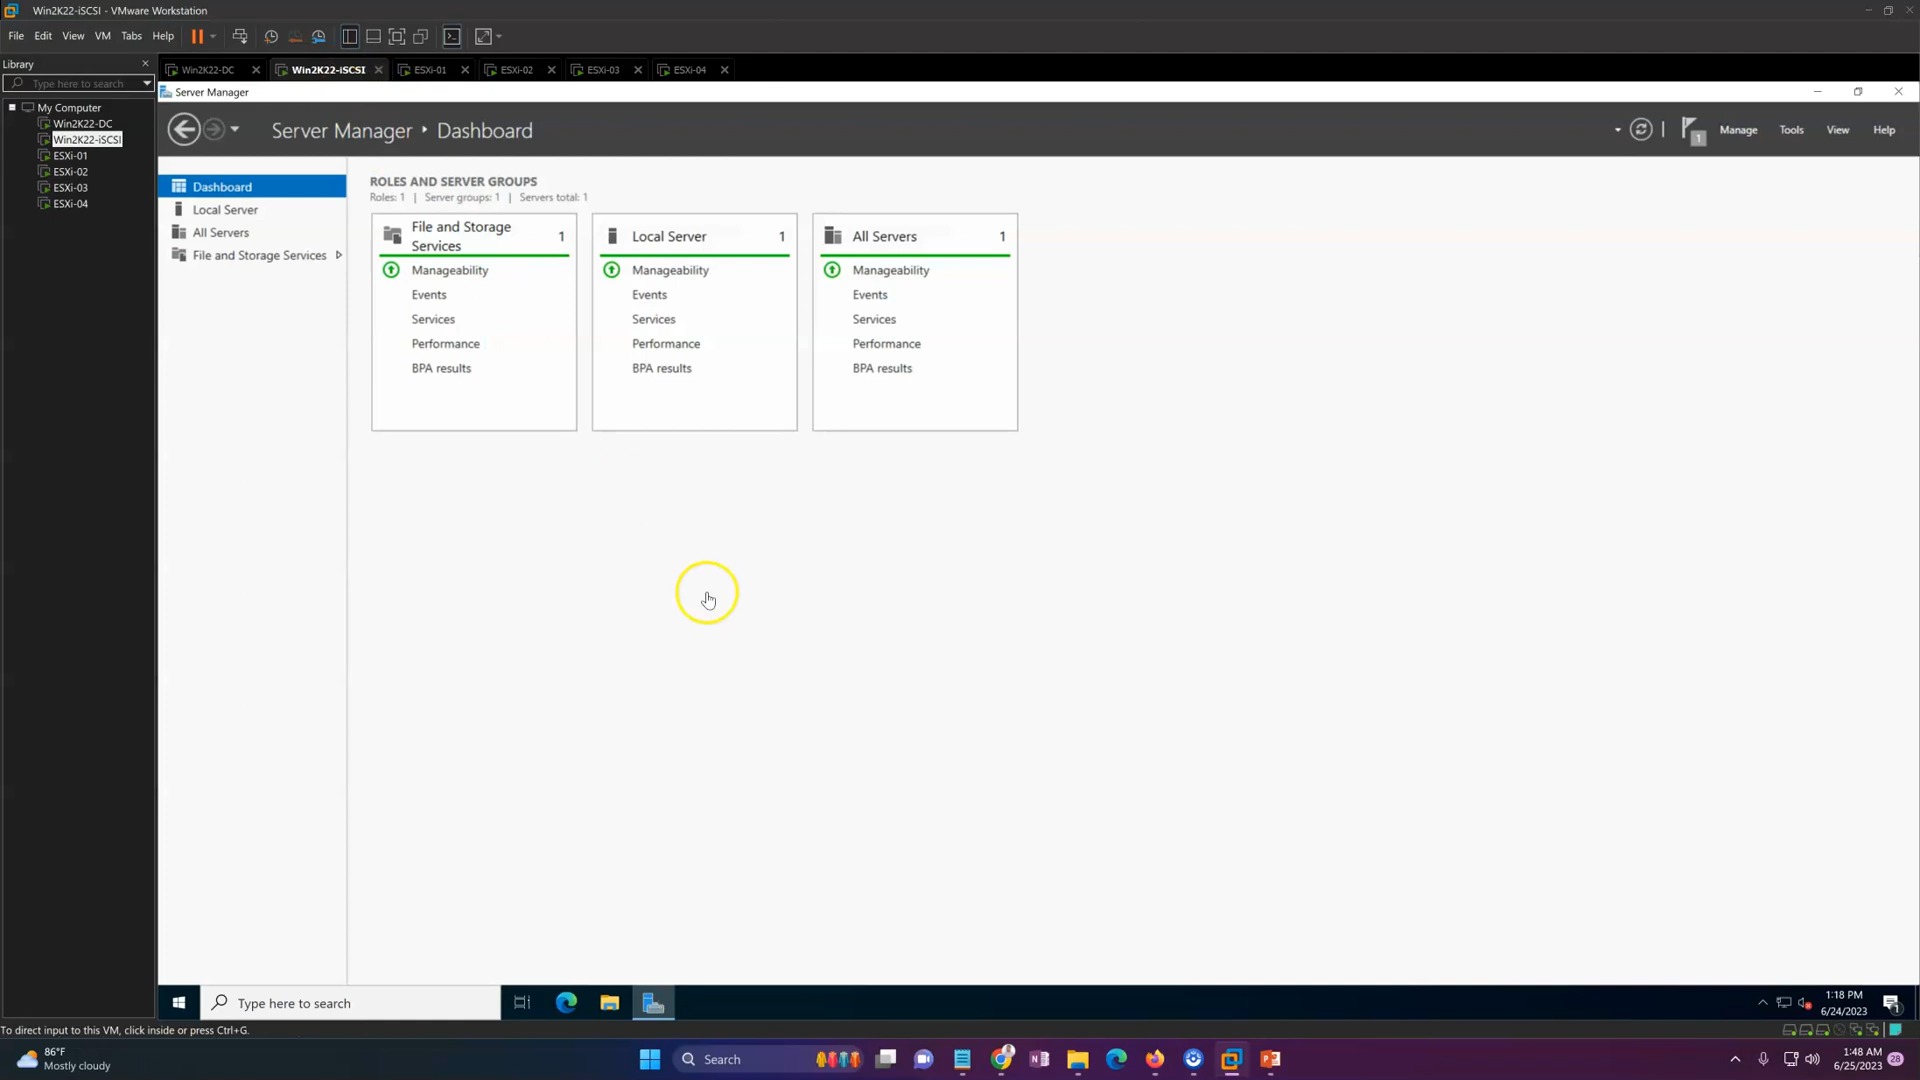 Win2K22-iSCSI - VMware Workstation
File Edit View VM Tabs Help
Library
Type here to search
My Computer
Win2K22-DC
Win2K22-iSCSI
ESXi-01
ESXi-02
ESXi-03
ESXi-04
Win2K22-DC Win2K22-iSCSI ESXi-01 ESXi-02 ESXi-03 ESXi-04
Server Manager
Server Manager Dashboard
1 Manage Tools View Help
Dashboard
Local Server
All Servers
File and Storage Services
ROLES AND SERVER GROUPS
Roles: 1 | Server groups: 1 | Servers total: 1
File and Storage
Services 1
Manageability
Events
Services
Performance
BPA results
Local Server 1
Manageability
Events
Services
Performance
BPA results
All Servers 1
Manageability
Events
Services
Performance
BPA results
Type here to search
1:18 PM
6/24/2023
1
To direct input to this VM, click inside or press Ctrl+G.
86°F
Mostly cloudy
Search
1:48 AM
6/25/2023
28